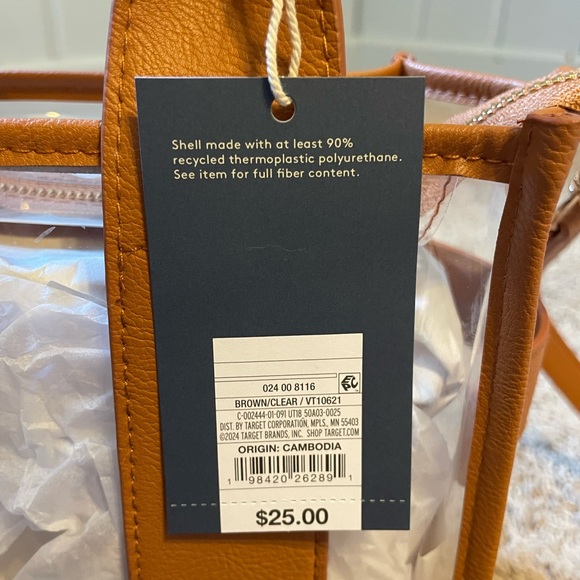 Shell made with at least 90%
recycled thermoplastic polyurethane.
See item for full fiber content.
024 00 8116
BROWN/CLEAR / VT10621
C-002444-01-091 UT18 50A03-0025
DIST. BY TARGET CORPORATION, MPLS., MN 55403
©2024 TARGET BRANDS, INC. SHOP TARGET.COM
ORIGIN: CAMBODIA
1 98420 26289 1
$25.00